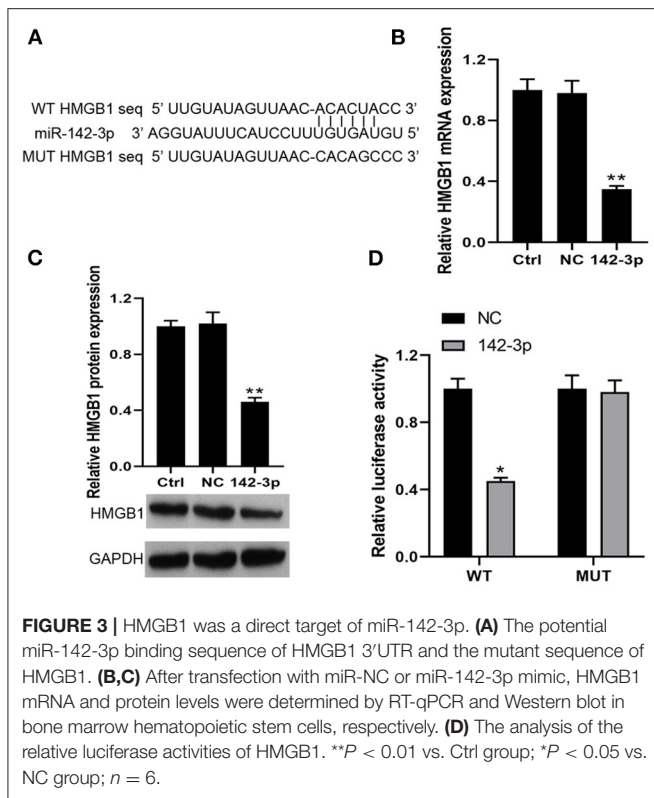 A
WT HMGB1 seq 5' UUGUAUAGUUAAC-ACACUACC 3'
miR-142-3p 3' AGGUAUUUCAUCCUUUGUGAUGU 5'
MUT HMGB1 seq 5' UUGUAUAGUUAAC-CACAGCCC 3'
B
Relative HMGB1 mRNA expression
1.2
0.8
0.4
0.0
**
Ctrl NC 142-3p
C
Relative HMGB1 protein expression
1.2
0.8
0.4
0.0
**
Ctrl NC 142-3p
HMGB1
GAPDH
D
NC
142-3p
Relative luciferase activity
1.2
0.8
0.4
0.0
*
WT MUT
FIGURE 3 | HMGB1 was a direct target of miR-142-3p. (A) The potential
miR-142-3p binding sequence of HMGB1 3′UTR and the mutant sequence of
HMGB1. (B,C) After transfection with miR-NC or miR-142-3p mimic, HMGB1
mRNA and protein levels were determined by RT-qPCR and Western blot in
bone marrow hematopoietic stem cells, respectively. (D) The analysis of the
relative luciferase activities of HMGB1. **P < 0.01 vs. Ctrl group; *P < 0.05 vs.
NC group; n = 6.